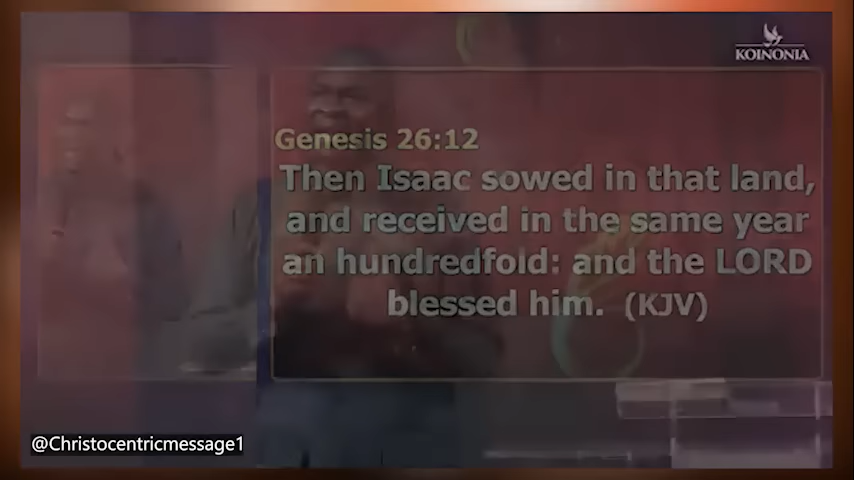 KOINONIA
Genesis 26:12
Then Isaac sowed in that land,
and received in the same year
an hundredfold: and the LORD
blessed him. (KJV)
@Christocentricmessage1